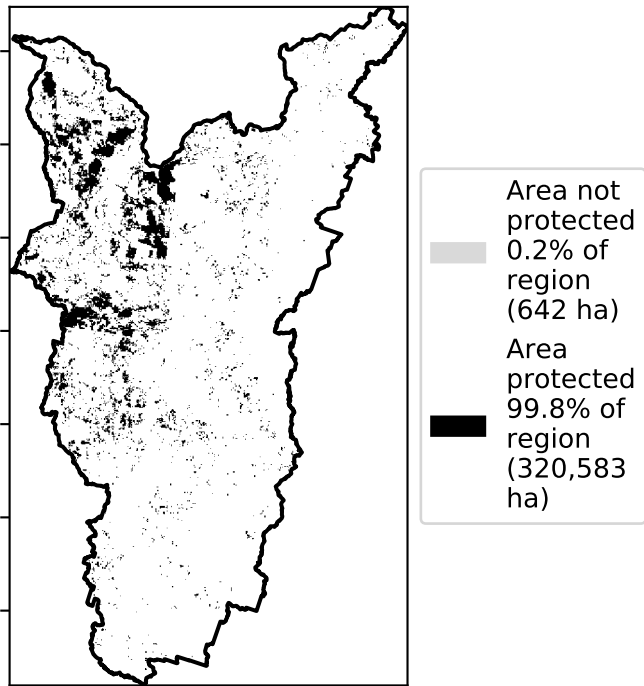 Area not
protected
0.2% of
region
(642 ha)
Area
protected
99.8% of
region
(320,583
ha)